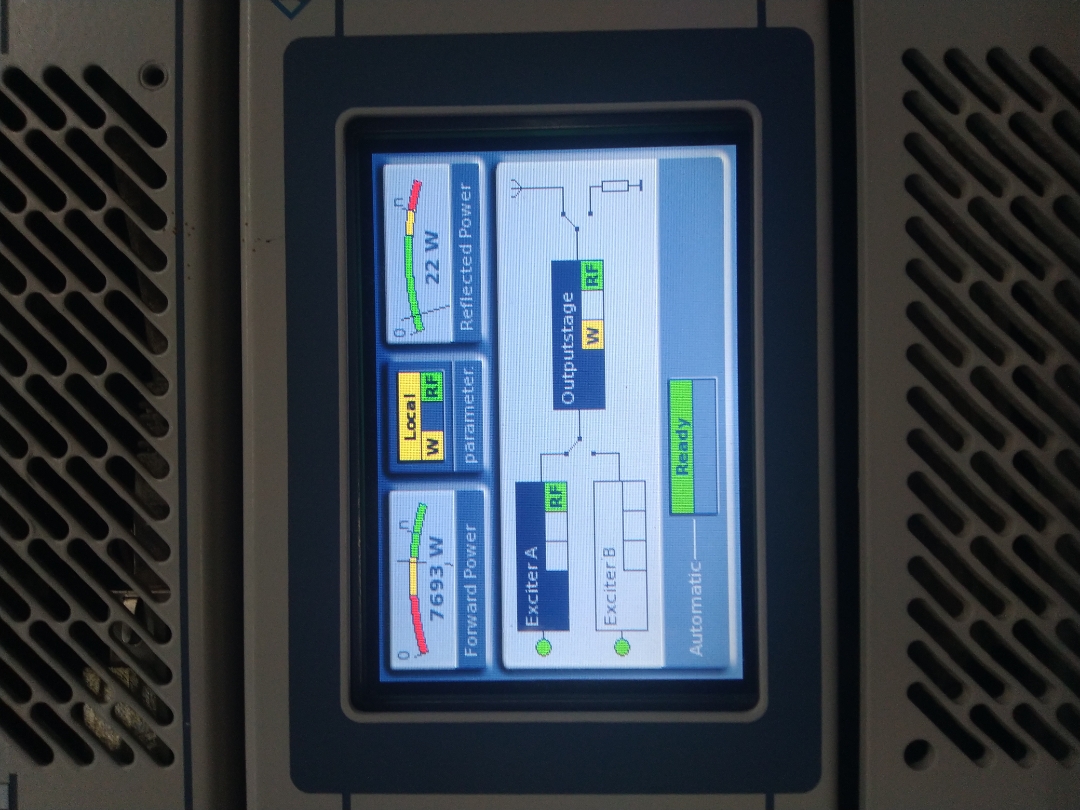 0 n
7693 W
Forward Power
Local
W RF
parameter.
0 n
22 W
Reflected Power
Exciter A
RF
Outputstage
W RF
Exciter B
Automatic
Ready